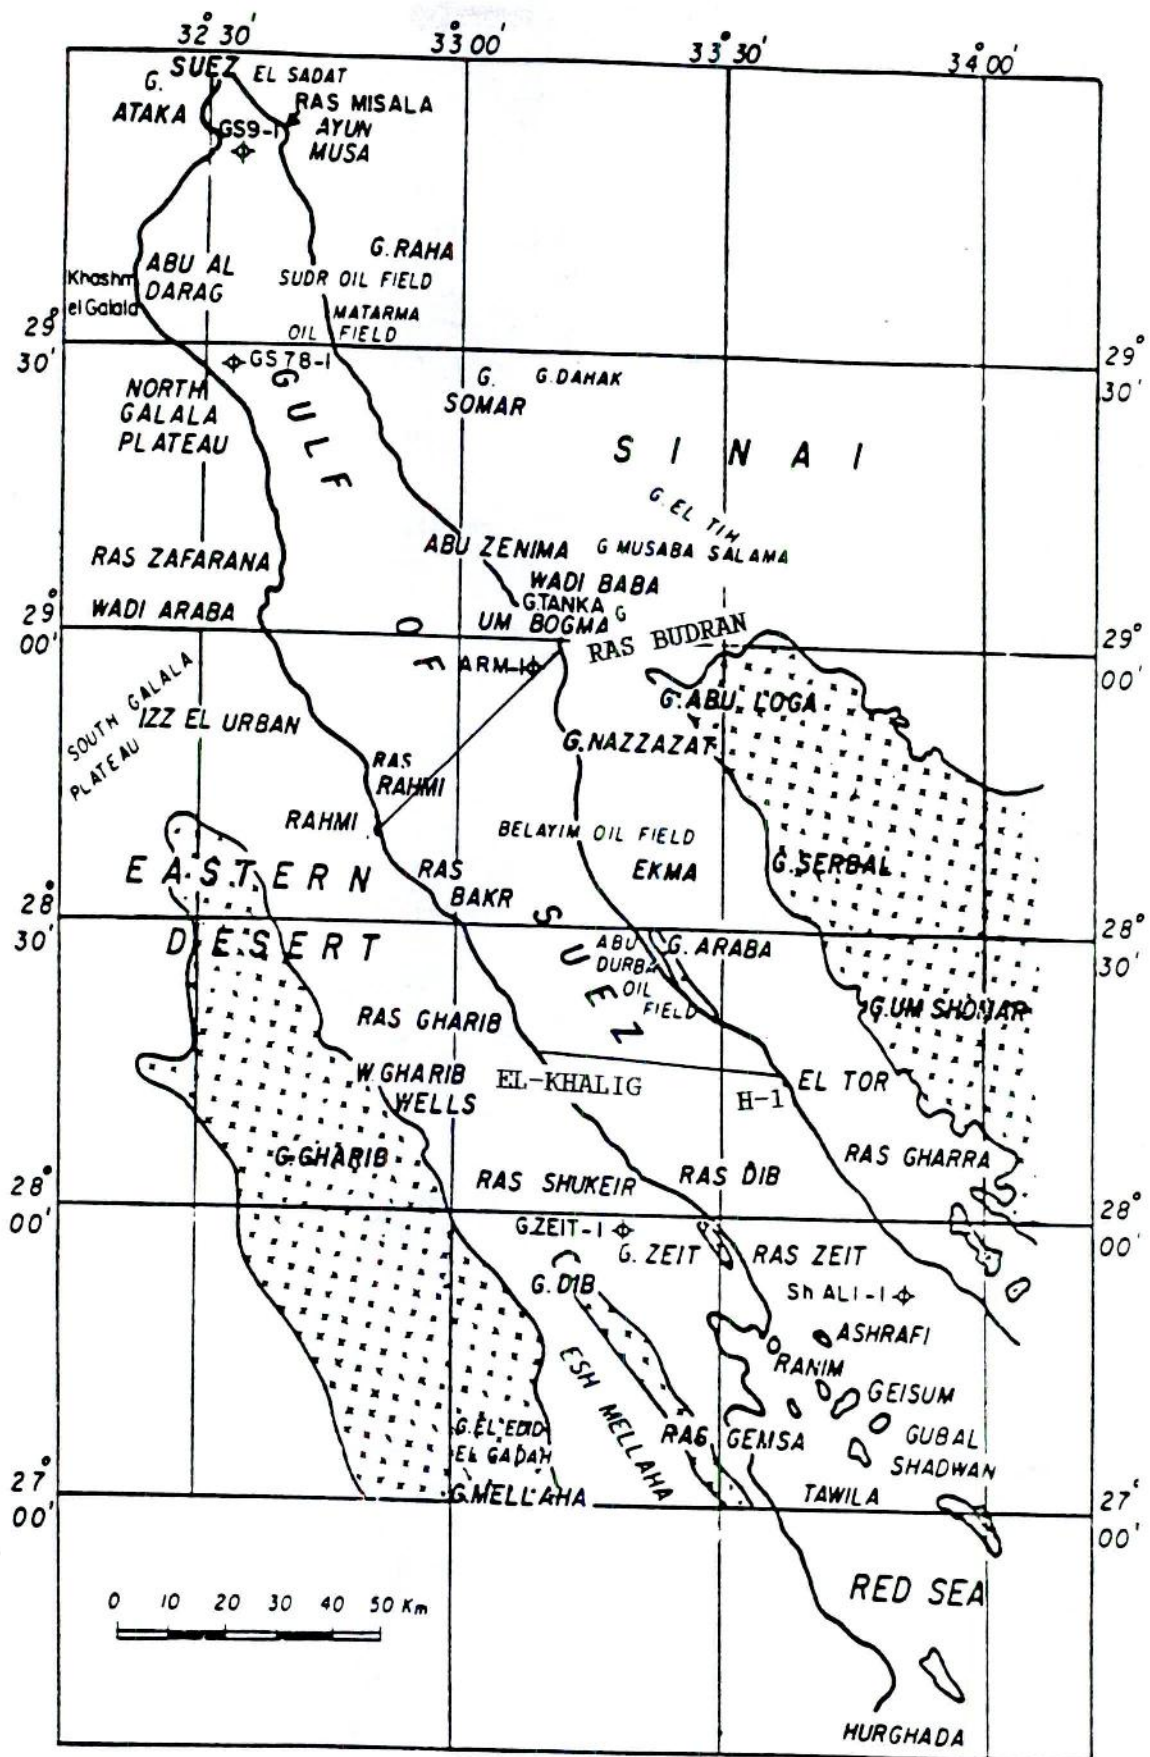 32° 30'
33° 00'
33° 30'
34° 00'
SUEZ
EL SADAT
G.
ATAKA
RAS MISALA
GS9-1
AYUN
MUSA
G.RAHA
ABU AL
DARAG
Khashm
el Galala
SUDR OIL FIELD
MATARMA
OIL FIELD
29°
30'
29°
30'
GS 78-1
G.
SOMAR
G.DAHAK
NORTH
GALALA
PLATEAU
GULF
SINAI
G. EL TIH
ABU ZENIMA
G MUSABA SALAMA
RAS ZAFARANA
WADI BABA
G.TANKA
G
WADI ARABA
UM BOGMA
29°
00'
OF
RAS BUDRAN
29°
00'
ARM-1
SOUTH GALALA
PLATEAU
IZZ EL URBAN
G.ABU LOGA
G.NAZZAZAT
RAS
RAHMI
RAHMI
BELAYIM OIL FIELD
EKMA
G.SERBAL
EASTERN
DESERT
RAS
BAKR
28°
30'
SUEZ
28°
30'
ABU
DURBA
OIL
FIELD
G. ARABA
G.UM SHOMAR
RAS GHARIB
W.GHARIB
WELLS
EL-KHALIG
H-1
EL TOR
G.GHARIB
RAS GHARRA
RAS SHUKEIR
RAS DIB
28°
00'
28°
00'
G.ZEIT-1
G. ZEIT
RAS ZEIT
G.DIB
Sh ALI-1
ASHRAFI
RANIM
ESH MELLAHA
GEISUM
G.EL EDID
EL GADAH
RAS GEMSA
GUBAL
SHADWAN
27°
00'
G.MELLAHA
TAWILA
27°
00'
RED SEA
0 10 20 30 40 50 Km
HURGHADA